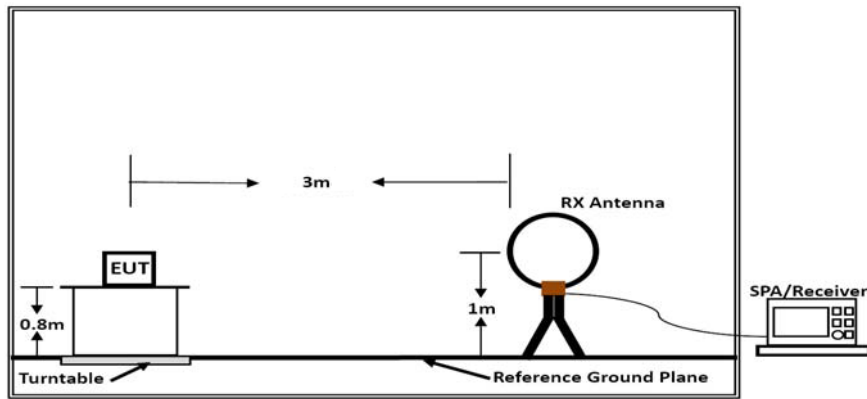 3m
RX Antenna
EUT
SPA/Receiver
0.8m
1m
Turntable
Reference Ground Plane